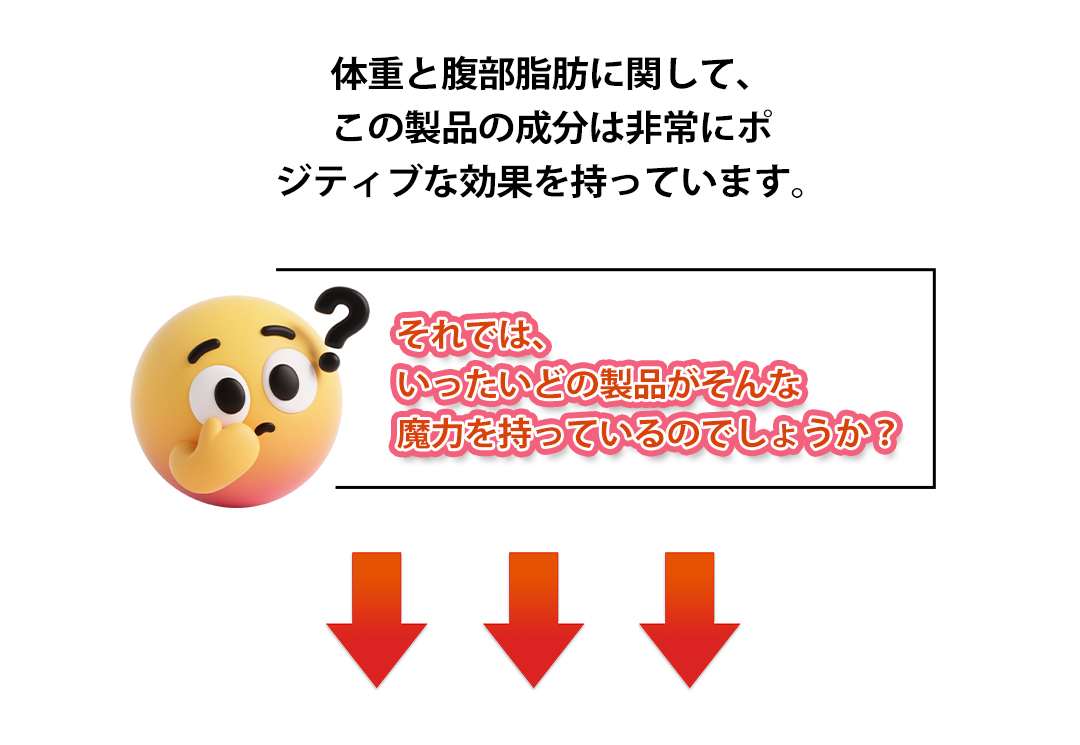 体重と腹部脂肪に関して、
この製品の成分は非常にポ
ジティブな効果を持っています。
?
それでは、
いったいどの製品がそんな
魔力を持っているのでしょうか？